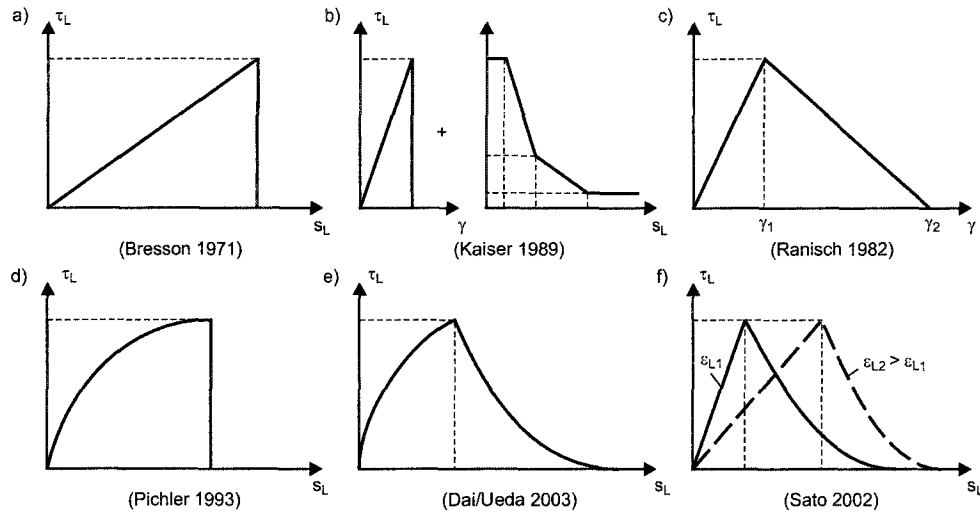 a) τL
sL
(Bresson 1971)
b) τL
+
γ
sL
(Kaiser 1989)
c) τL
γ1
γ2
γ
(Ranisch 1982)
d) τL
sL
(Pichler 1993)
e) τL
sL
(Dai/Ueda 2003)
f) τL
εL1
εL2 > εL1
sL
(Sato 2002)